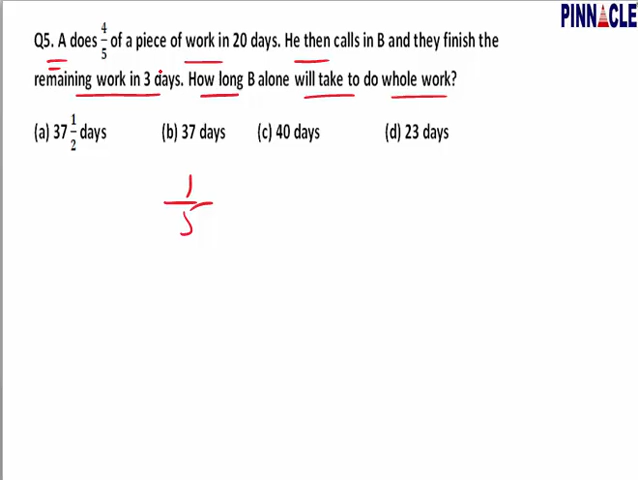 PINNACLE
Q5. A does 4/5 of a piece of work in 20 days. He then calls in B and they finish the
remaining work in 3 days. How long B alone will take to do whole work?
(a) 37 1/2 days (b) 37 days (c) 40 days (d) 23 days
1/5